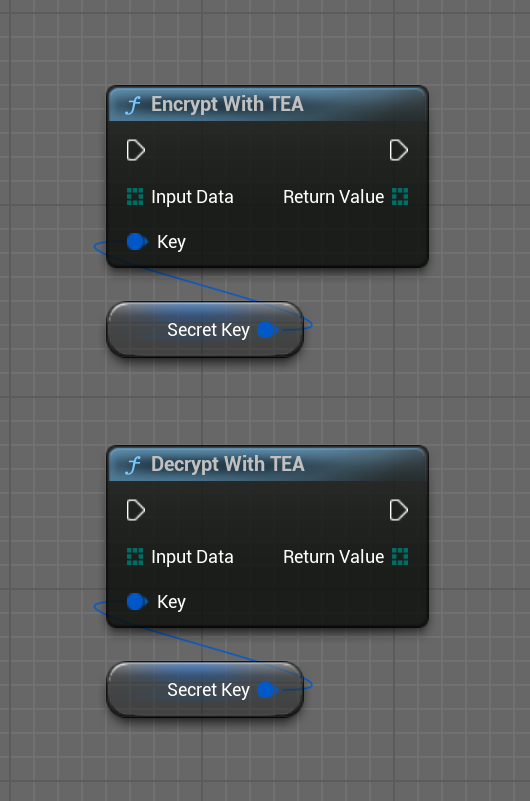 Encrypt With TEA
Input Data Return Value
Key
Secret Key
Decrypt With TEA
Input Data Return Value
Key
Secret Key